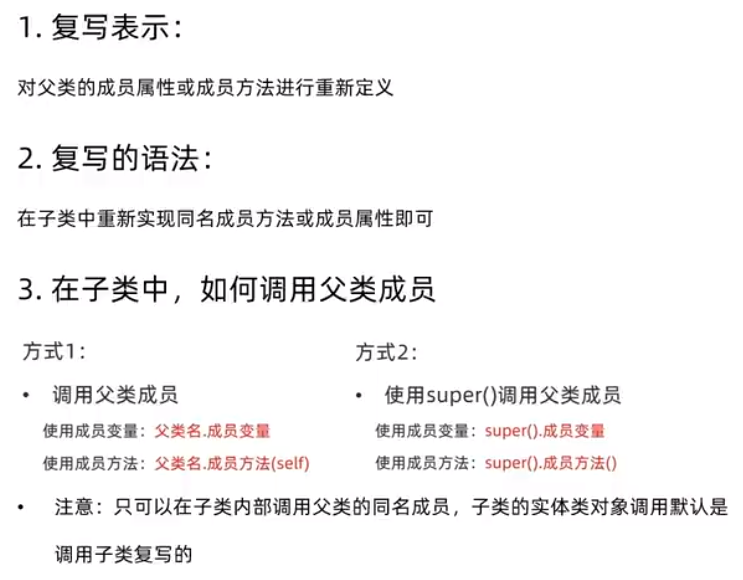 1. 复写表示：
对父类的成员属性或成员方法进行重新定义
2. 复写的语法：
在子类中重新实现同名成员方法或成员属性即可
3. 在子类中，如何调用父类成员
方式1：
• 调用父类成员
使用成员变量：父类名.成员变量
使用成员方法：父类名.成员方法(self)
方式2：
• 使用super()调用父类成员
使用成员变量：super().成员变量
使用成员方法：super().成员方法()
• 注意：只可以在子类内部调用父类的同名成员，子类的实体类对象调用默认是
调用子类复写的